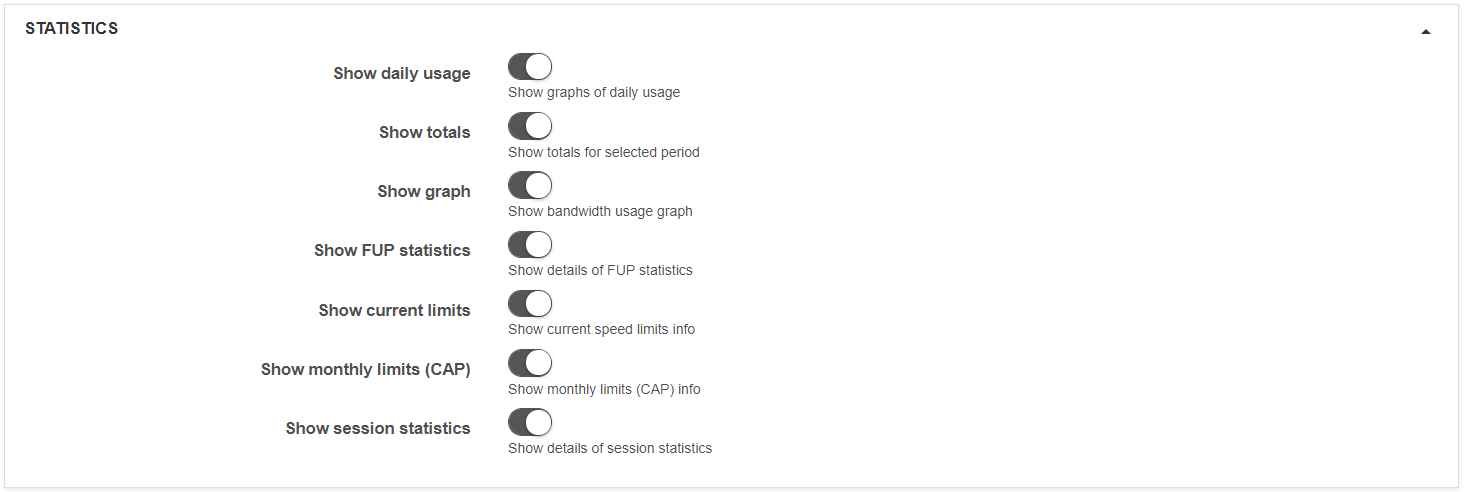 STATISTICS
Show daily usage
Show graphs of daily usage
Show totals
Show totals for selected period
Show graph
Show bandwidth usage graph
Show FUP statistics
Show details of FUP statistics
Show current limits
Show current speed limits info
Show monthly limits (CAP)
Show monthly limits (CAP) info
Show session statistics
Show details of session statistics